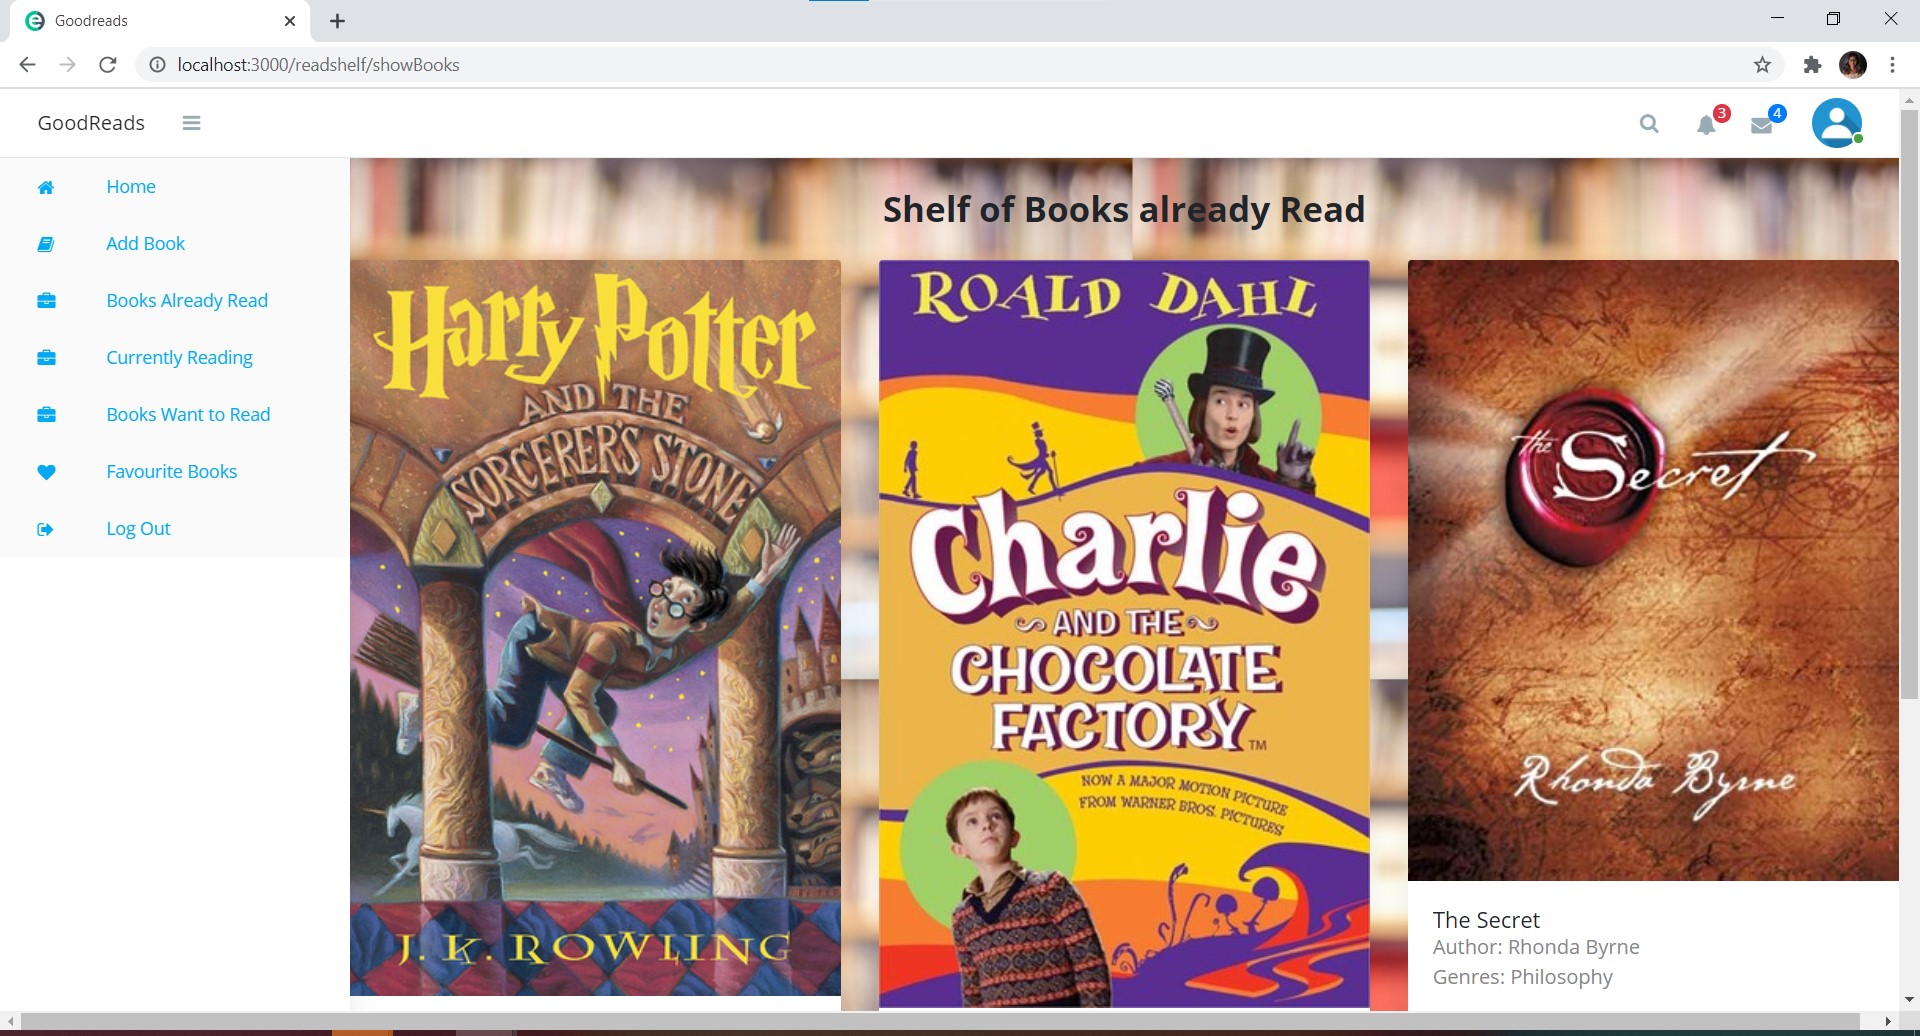 Goodreads
localhost:3000/readshelf/showBooks
GoodReads
3
4
Home
Add Book
Books Already Read
Currently Reading
Books Want to Read
Favourite Books
Log Out
Shelf of Books already Read
Harry Potter
AND THE
SORCERER'S STONE
J. K. ROWLING
ROALD DAHL
Charlie
AND THE
CHOCOLATE
FACTORY™
NOW A MAJOR MOTION PICTURE
FROM WARNER BROS. PICTURES
the Secret
Rhonda Byrne
The Secret
Author: Rhonda Byrne
Genres: Philosophy